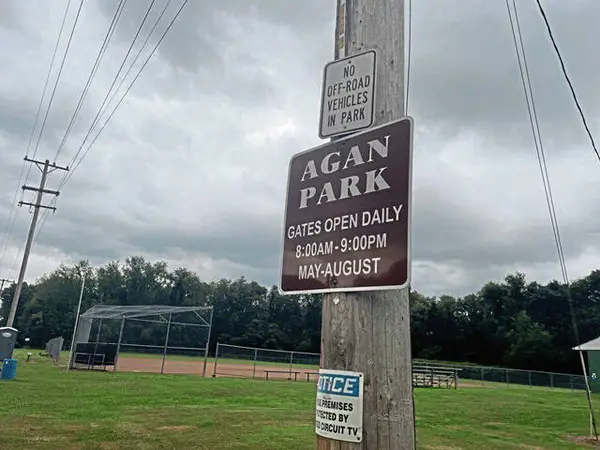 NO
OFF-ROAD
VEHICLES
IN PARK
AGAN
PARK
GATES OPEN DAILY
8:00AM-9:00PM
MAY-AUGUST
OTICE
PREMISES
TECTED BY
CIRCUIT TV